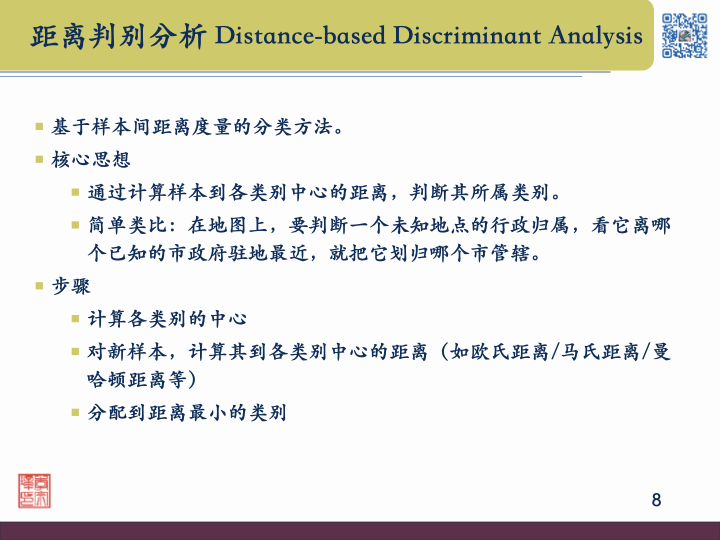 距离判别分析 Distance-based Discriminant Analysis
基于样本间距离度量的分类方法。
核心思想
通过计算样本到各类别中心的距离，判断其所属类别。
简单类比：在地图上，要判断一个未知地点的行政归属，看它离哪
个已知的市政府驻地最近，就把它划归哪个市管辖。
步骤
计算各类别的中心
对新样本，计算其到各类别中心的距离（如欧氏距离/马氏距离/曼
哈顿距离等）
分配到距离最小的类别
8